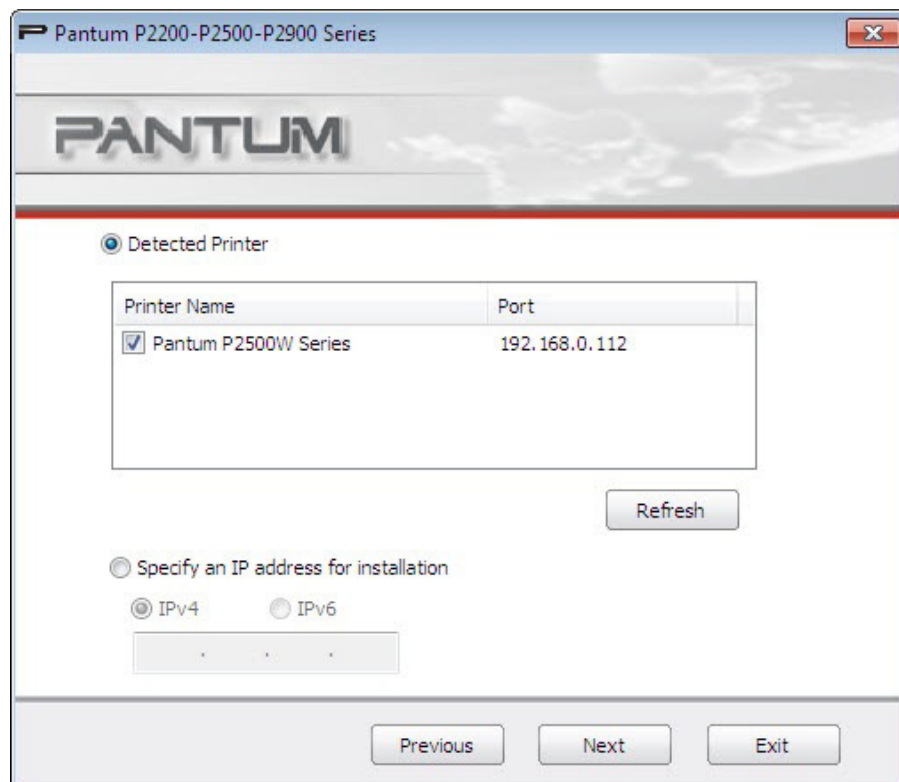 Pantum P2200-P2500-P2900 Series
PANTUM
Detected Printer
Printer Name Port
Pantum P2500W Series 192.168.0.112
Refresh
Specify an IP address for installation
IPv4 IPv6
. . .
Previous Next Exit